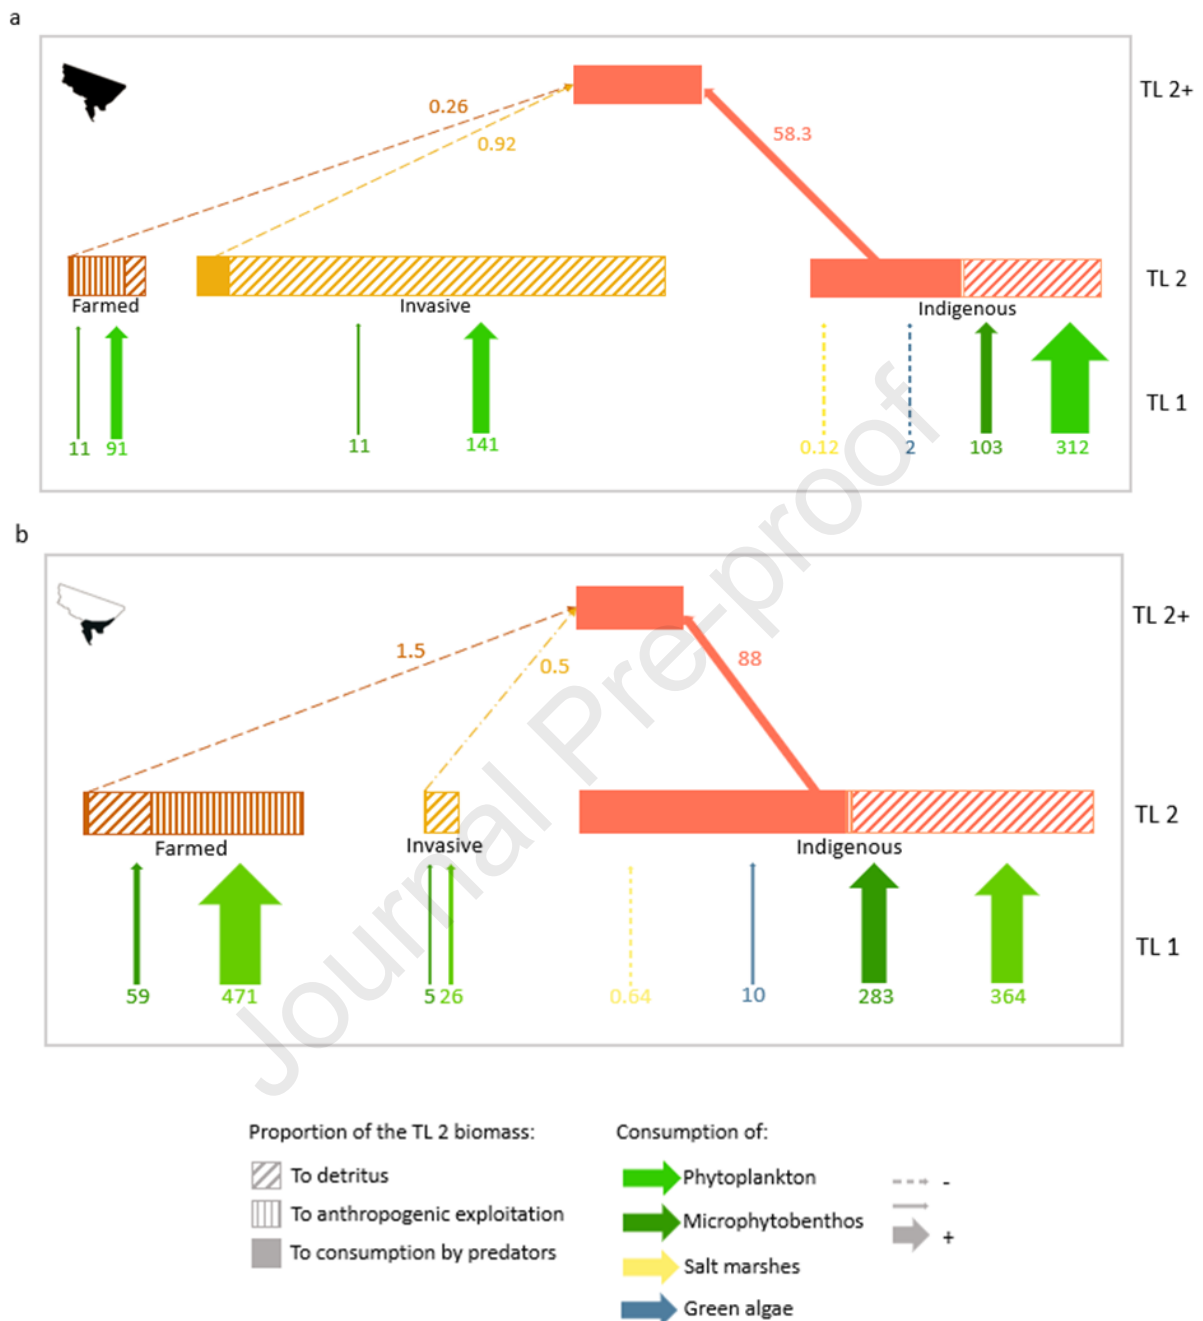 a
TL 2+
0.26
0.92
58.3
TL 2
Farmed
Invasive
Indigenous
TL 1
11
91
11
141
0.12
2
103
312
b
TL 2+
1.5
0.5
88
TL 2
Farmed
Invasive
Indigenous
TL 1
59
471
5
26
0.64
10
283
364
Journal Pre-proof
Proportion of the TL 2 biomass:
To detritus
To anthropogenic exploitation
To consumption by predators
Consumption of:
Phytoplankton
Microphytobenthos
Salt marshes
Green algae
-
+